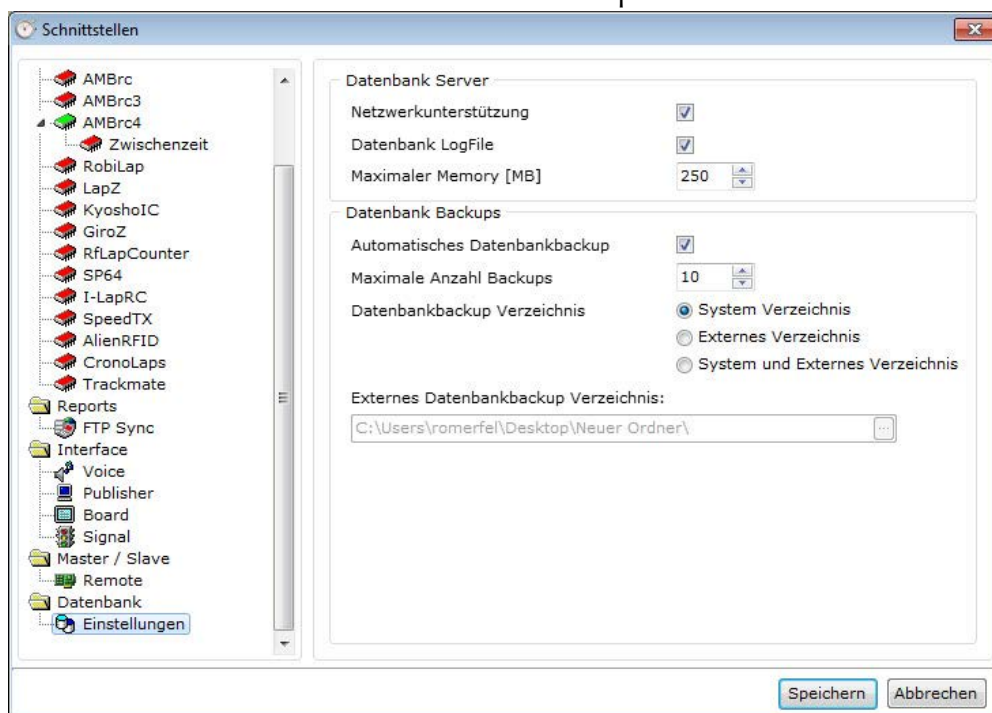 Schnittstellen
AMBrc
AMBrc3
AMBrc4
Zwischenzeit
RobiLap
LapZ
KyoshoIC
GiroZ
RfLapCounter
SP64
I-LapRC
SpeedTX
AlienRFID
CronoLaps
Trackmate
Reports
FTP Sync
Interface
Voice
Publisher
Board
Signal
Master / Slave
Remote
Datenbank
Einstellungen
Datenbank Server
Netzwerkunterstützung
Datenbank LogFile
Maximaler Memory [MB] 250
Datenbank Backups
Automatisches Datenbankbackup
Maximale Anzahl Backups 10
Datenbankbackup Verzeichnis System Verzeichnis
Externes Verzeichnis
System und Externes Verzeichnis
Externes Datenbankbackup Verzeichnis:
C:\Users\romerfel\Desktop\Neuer Ordner\ ...
Speichern Abbrechen